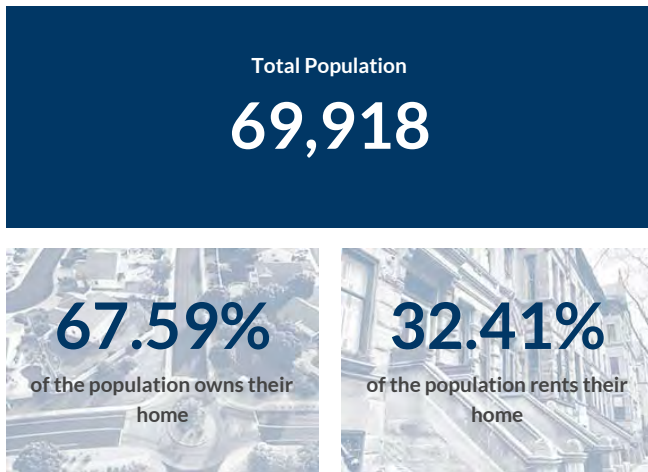 Total Population
69,918
67.59%
of the population owns their
home
32.41%
of the population rents their
home